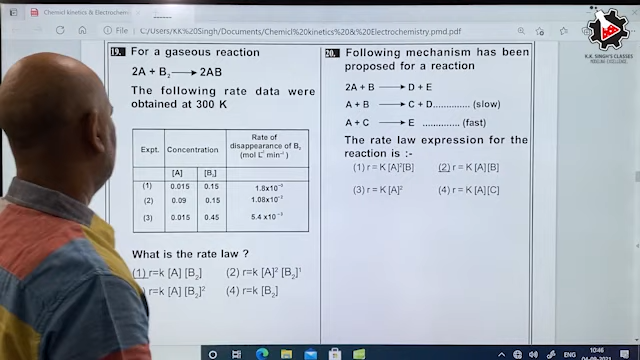 Chemicl kinetics & Electrochem
File | C:/Users/KK%20Singh/Documents/Chemicl%20kinetics%20&%20Electrochemistry.pmd.pdf
K.K. SINGH'S CLASSES
19. For a gaseous reaction
2A + B2 → 2AB
The following rate data were
obtained at 300 K
Expt. Concentration Rate of disappearance of B2 (mol L-1 min-1)
[A] [B2]
(1) 0.015 0.15 1.8x10-3
(2) 0.09 0.15 1.08x10-2
(3) 0.015 0.45 5.4 x10-3
What is the rate law ?
(1) r=k [A] [B2] (2) r=k [A]2 [B2]1
r=k [A] [B2]2 (4) r=k [B2]
20. Following mechanism has been
proposed for a reaction
2A + B → D + E
A + B → C + D.............. (slow)
A + C → E .............. (fast)
The rate law expression for the
reaction is :-
(1) r = K [A]2[B] (2) r = K [A][B]
(3) r = K [A]2 (4) r = K [A][C]
ENG
10:46